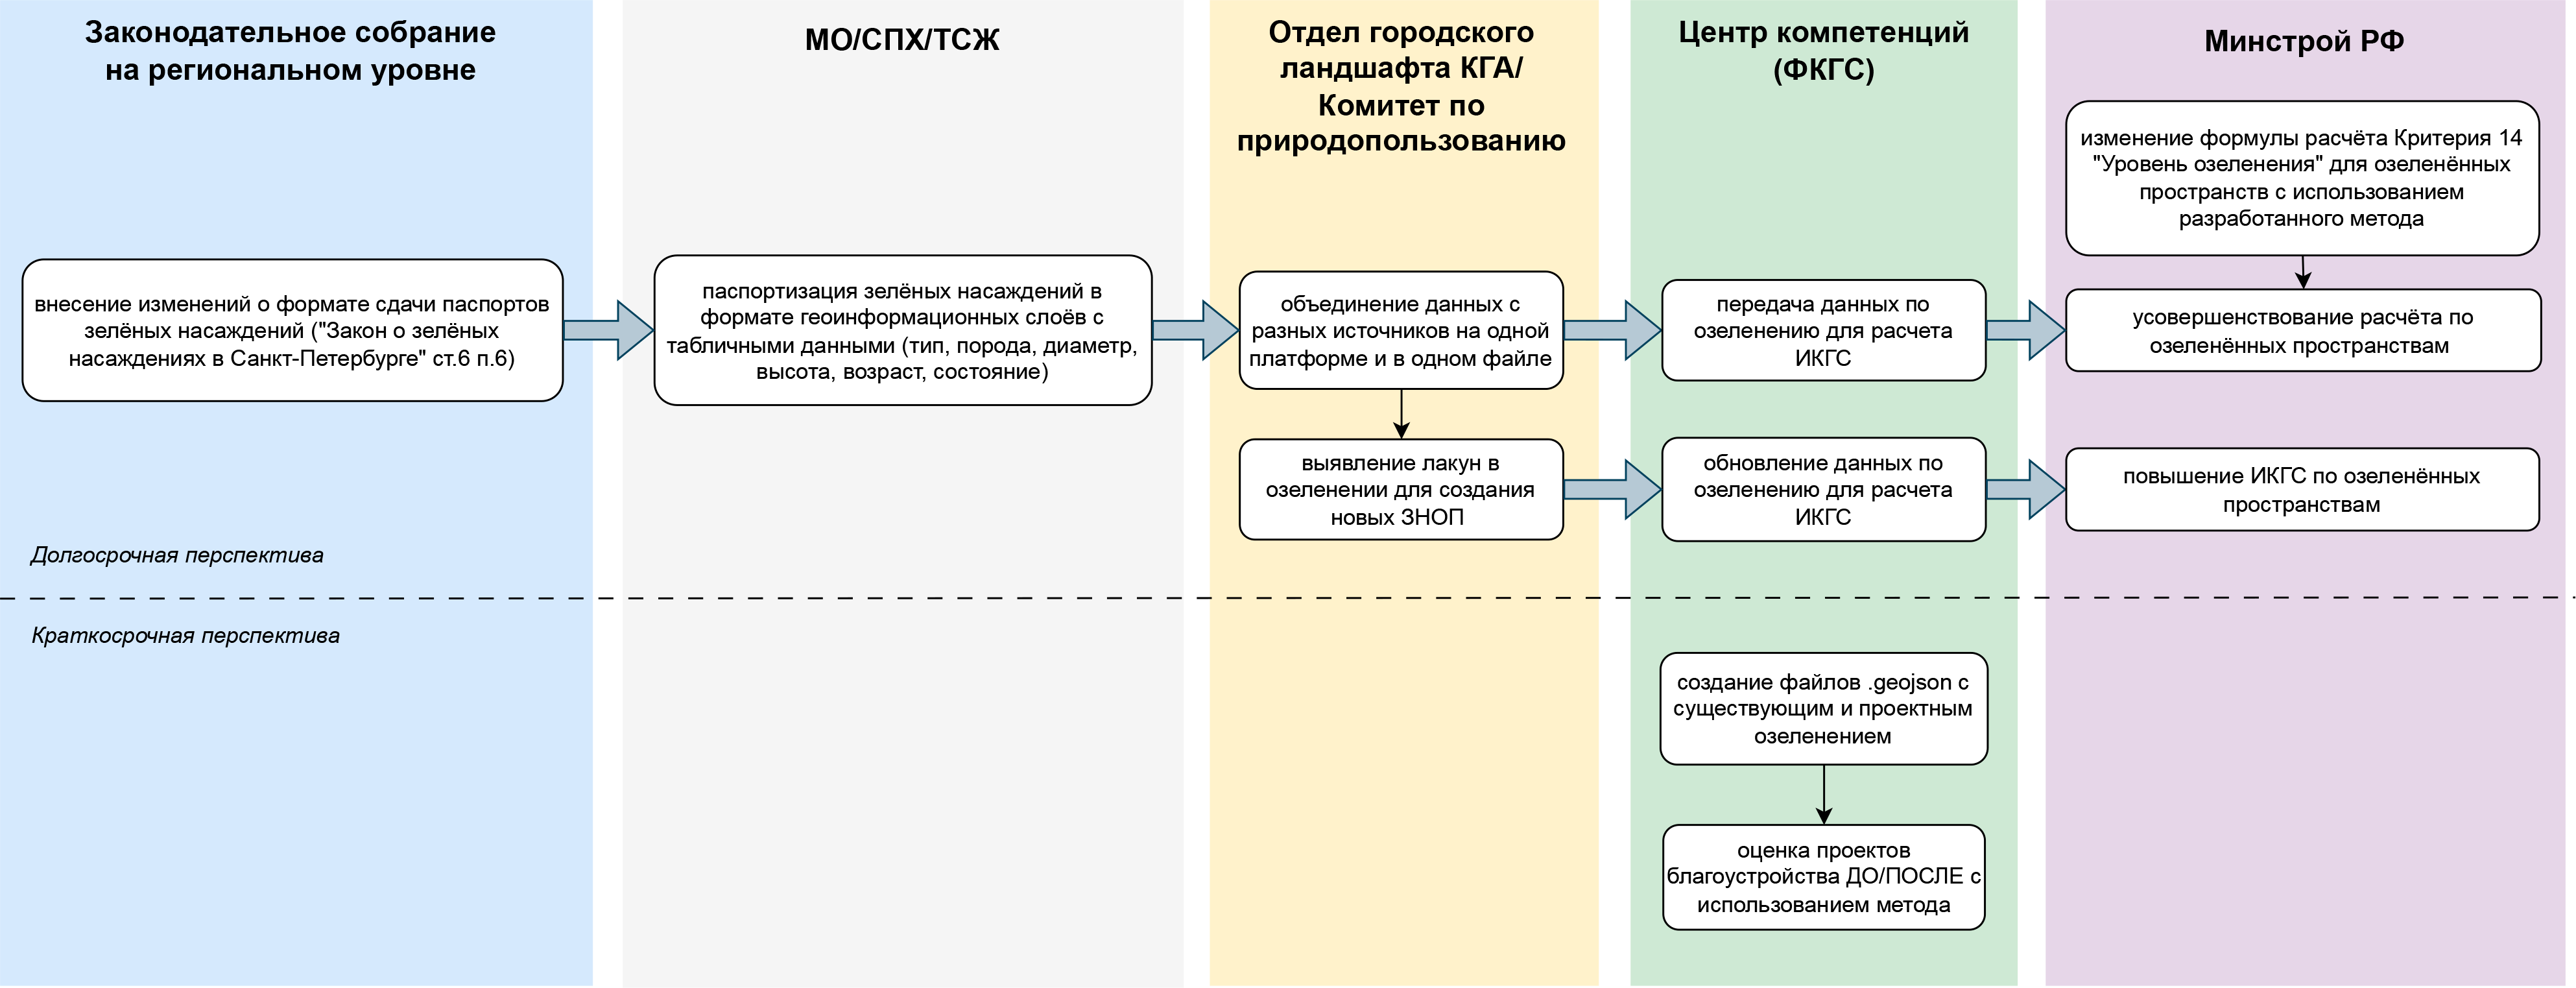 Законодательное собрание
на региональном уровне
МО/СПХ/ТСЖ
Отдел городского
ландшафта КГА/
Комитет по
природопользованию
Центр компетенций
(ФКГС)
Минстрой РФ
изменение формулы расчёта Критерия 14
"Уровень озеленения" для озеленённых
пространств с использованием
разработанного метода
внесение изменений о формате сдачи паспортов
зелёных насаждений ("Закон о зелёных
насаждениях в Санкт-Петербурге" ст.6 п.6)
паспортизация зелёных насаждений в
формате геоинформационных слоёв с
табличными данными (тип, порода, диаметр,
высота, возраст, состояние)
объединение данных с
разных источников на одной
платформе и в одном файле
передача данных по
озеленению для расчета
ИКГС
усовершенствование расчёта по
озеленённых пространствам
выявление лакун в
озеленении для создания
новых ЗНОП
обновление данных по
озеленению для расчета
ИКГС
повышение ИКГС по озеленённых
пространствам
Долгосрочная перспектива
Краткосрочная перспектива
создание файлов .geojson с
существующим и проектным
озеленением
оценка проектов
благоустройства ДО/ПОСЛЕ с
использованием метода